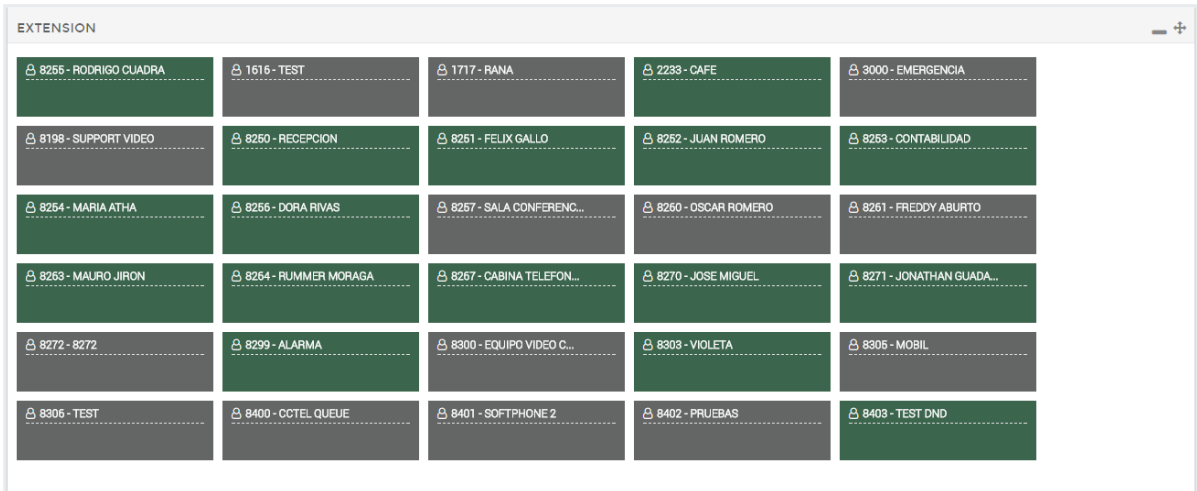 EXTENSION
8255 - RODRIGO CUADRA
1616 - TEST
1717 - RANA
2233 - CAFE
3000 - EMERGENCIA
8198 - SUPPORT VIDEO
8250 - RECEPCION
8251 - FELIX GALLO
8252 - JUAN ROMERO
8253 - CONTABILIDAD
8254 - MARIA ATHA
8256 - DORA RIVAS
8257 - SALA CONFERENC...
8260 - OSCAR ROMERO
8261 - FREDDY ABURTO
8263 - MAURO JIRON
8264 - RUMMER MORAGA
8267 - CABINA TELEFON...
8270 - JOSE MIGUEL
8271 - JONATHAN GUADA...
8272 - 8272
8299 - ALARMA
8300 - EQUIPO VIDEO C...
8303 - VIOLETA
8305 - MOBIL
8306 - TEST
8400 - CCTEL QUEUE
8401 - SOFTPHONE 2
8402 - PRUEBAS
8403 - TEST DND